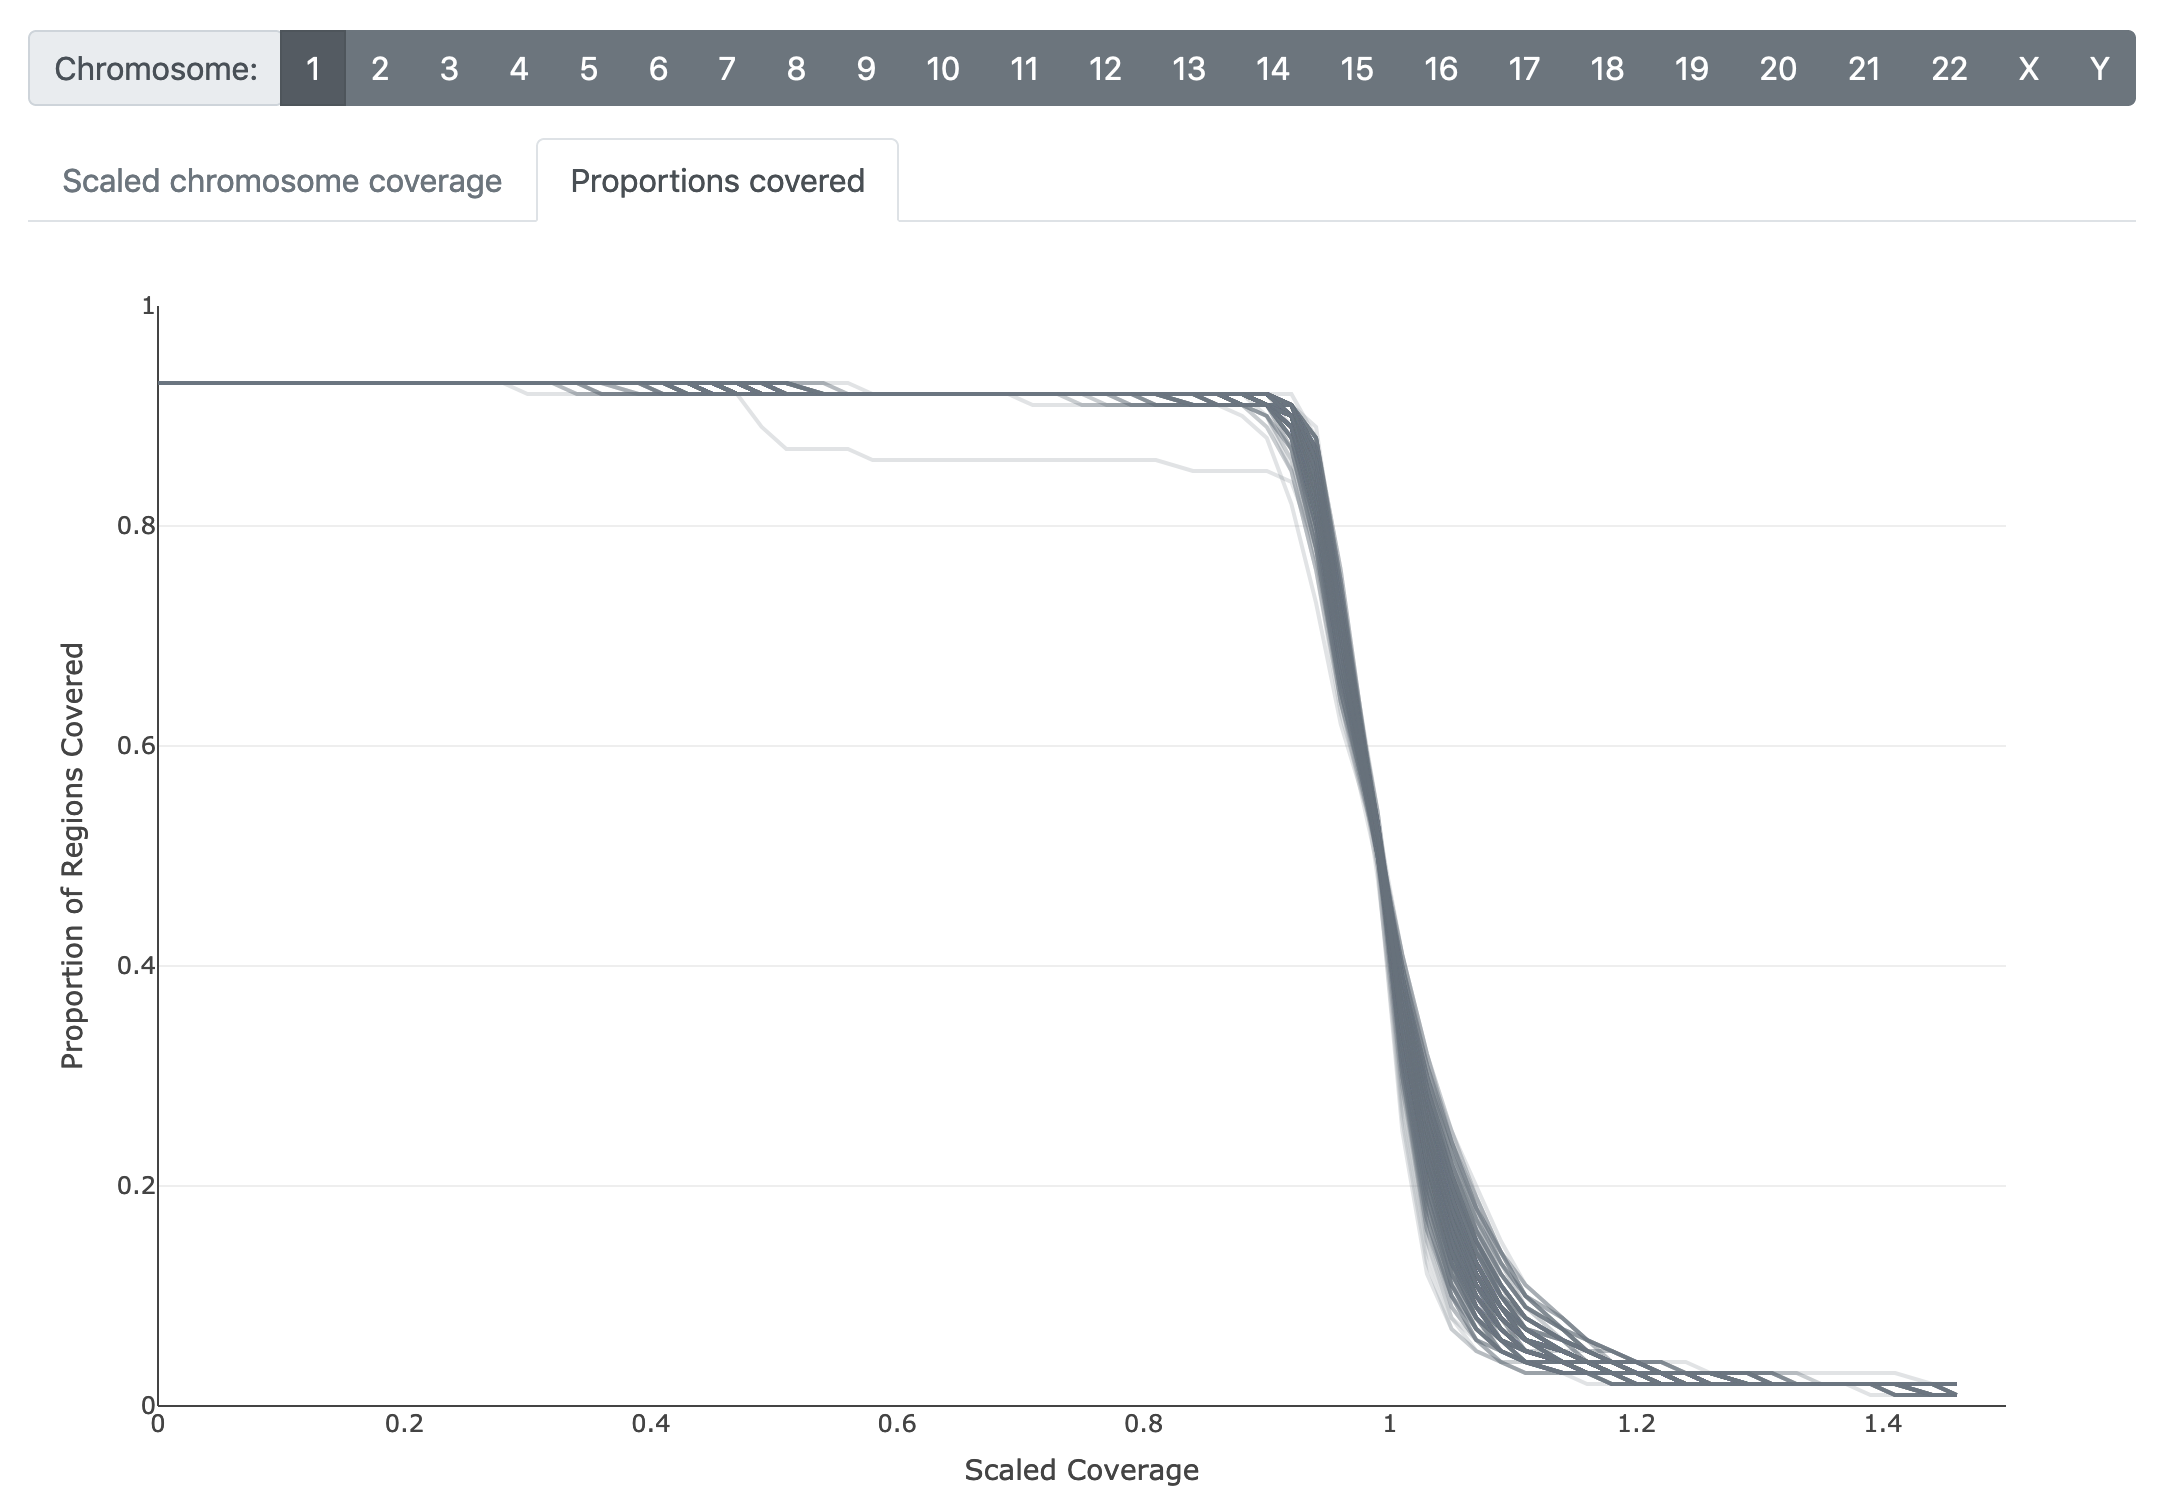 Chromosome: 1 2 3 4 5 6 7 8 9 10 11 12 13 14 15 16 17 18 19 20 21 22 X Y
Scaled chromosome coverage Proportions covered
1
0.8
0.6
0.4
0.2
0
Proportion of Regions Covered
0 0.2 0.4 0.6 0.8 1 1.2 1.4
Scaled Coverage